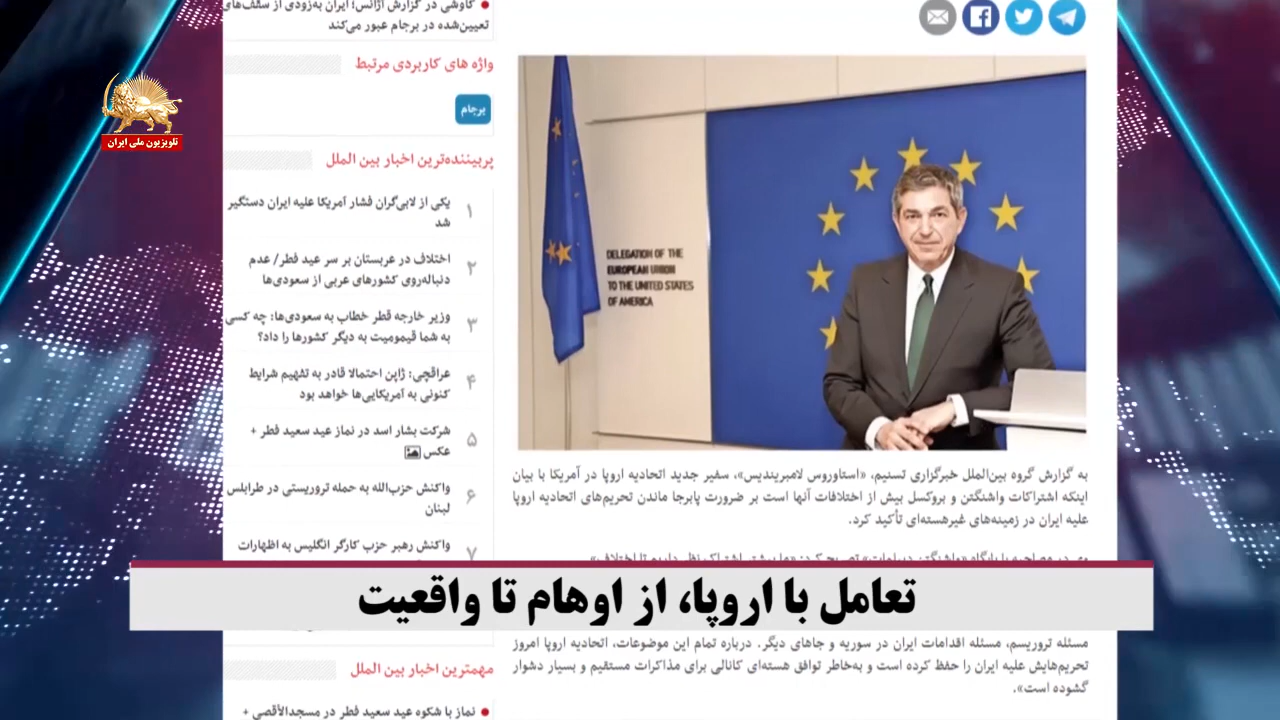 کاوشی در گزارش آژانس؛ ایران به‌زودی از سقف‌های
تعیین‌شده در برجام عبور می‌کند
واژه های کاربردی مرتبط
برجام
پربیننده‌ترین اخبار بین الملل
۱ یکی از لابی‌گران فشار آمریکا علیه ایران دستگیر
شد
۲ اختلاف در عربستان بر سر عید فطر/ عدم
دنباله‌روی کشورهای عربی از سعودی‌ها
۳ وزیر خارجه قطر خطاب به سعودی‌ها: چه کسی
به شما قیمومیت به دیگر کشورها را داد؟
۴ عراقچی: ژاپن احتمالا قادر به تفهیم شرایط
کنونی به آمریکایی‌ها خواهد بود
۵ شرکت بشار اسد در نماز عید سعید فطر +
عکس
۶ واکنش حزب‌الله به حمله تروریستی در طرابلس
لبنان
۷ واکنش رهبر حزب کارگر انگلیس به اظهارات
مهمترین اخبار بین الملل
نماز با شکوه عید سعید فطر در مسجدالأقصی +
تلویزیون ملی ایران
DELEGATION OF THE
EUROPEAN UNION
TO THE UNITED STATES
OF AMERICA
به گزارش گروه بین‌الملل خبرگزاری تسنیم، «استاوروس لامبریندیس»، سفیر جدید اتحادیه اروپا در آمریکا با بیان
اینکه اشتراکات واشنگتن و بروکسل بیش از اختلافات آنها است بر ضرورت پابرجا ماندن تحریم‌های اتحادیه اروپا
علیه ایران در زمینه‌های غیرهسته‌ای تأکید کرد.
تعامل با اروپا، از اوهام تا واقعیت
مسئله تروریسم، مسئله اقدامات ایران در سوریه و جاهای دیگر. درباره تمام این موضوعات، اتحادیه اروپا امروز
تحریم‌هایش علیه ایران را حفظ کرده است و به‌خاطر توافق هسته‌ای کانالی برای مذاکرات مستقیم و بسیار دشوار
گشوده است».